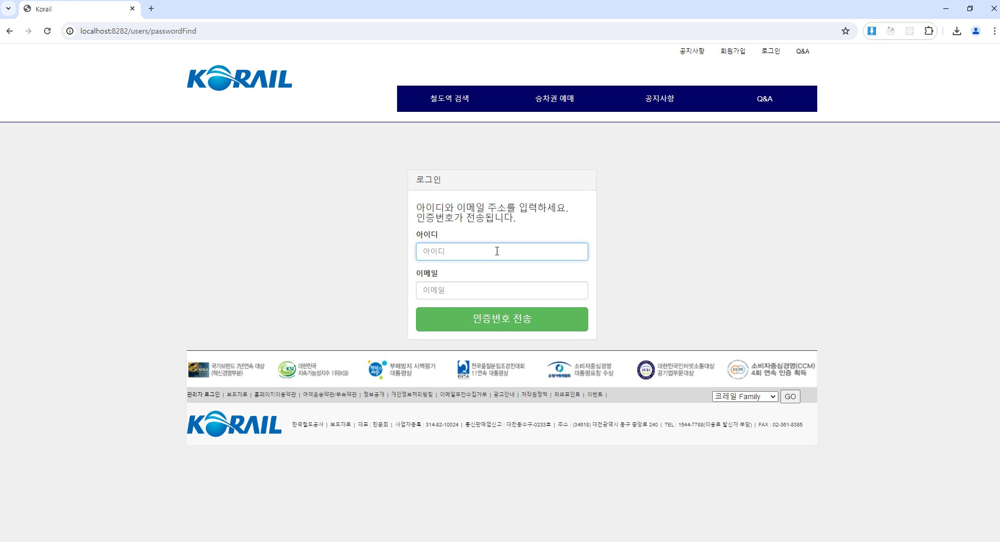 Korail
localhost:8282/users/passwordFind
공지사항 회원가입 로그인 Q&A
KORAIL
철도역 검색 승차권 예매 공지사항 Q&A
로그인
아이디와 이메일 주소를 입력하세요.
인증번호가 전송됩니다.
아이디
아이디
이메일
이메일
인증번호 전송
국가브랜드 2년연속 대상 대한민국 부패방지 시책평가 전국품질분임조경진대회 소비자중심경영 대한민국인터넷소통대상 소비자중심경영(CCM)
(혁신경영부분) KSI 지속가능성지수 1위(KSI) 대통령상 11연속 대통령상 대통령표창 수상 ICSI 공기업부문대상 ccm 4회 연속 인증 획득
NBA KNQA 공정거래위원회
관리자 로그인 | 보도자료 | 홈페이지이용약관 | 여객운송약관/부속약관 | 정보공개 | 개인정보처리방침 | 이메일무단수집거부 | 광고안내 | 저작권정책 | 러브포인트 | 이벤트 |
코레일 Family GO
KORAIL 한국철도공사 | 보도자료 | 대표 : 한문희 | 사업자등록 : 314-82-10024 | 통신판매업신고 : 대전동수구-0233호 | 주소 : (34618) 대전광역시 동구 중앙로 240 | TEL : 1544-7788(이용료 발신자 부담) | FAX : 02-361-8385